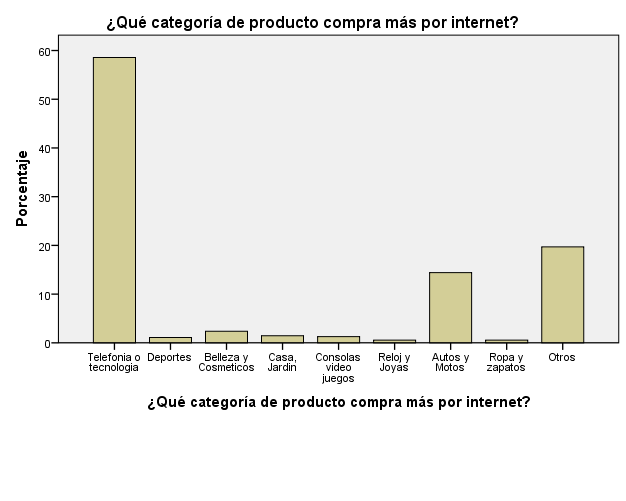 ¿Qué categoría de producto compra más por internet?
Porcentaje
60
50
40
30
20
10
0
Telefonia o
tecnologia
Deportes
Belleza y
Cosmeticos
Casa,
Jardin
Consolas
video
juegos
Reloj y
Joyas
Autos y
Motos
Ropa y
zapatos
Otros
¿Qué categoría de producto compra más por internet?